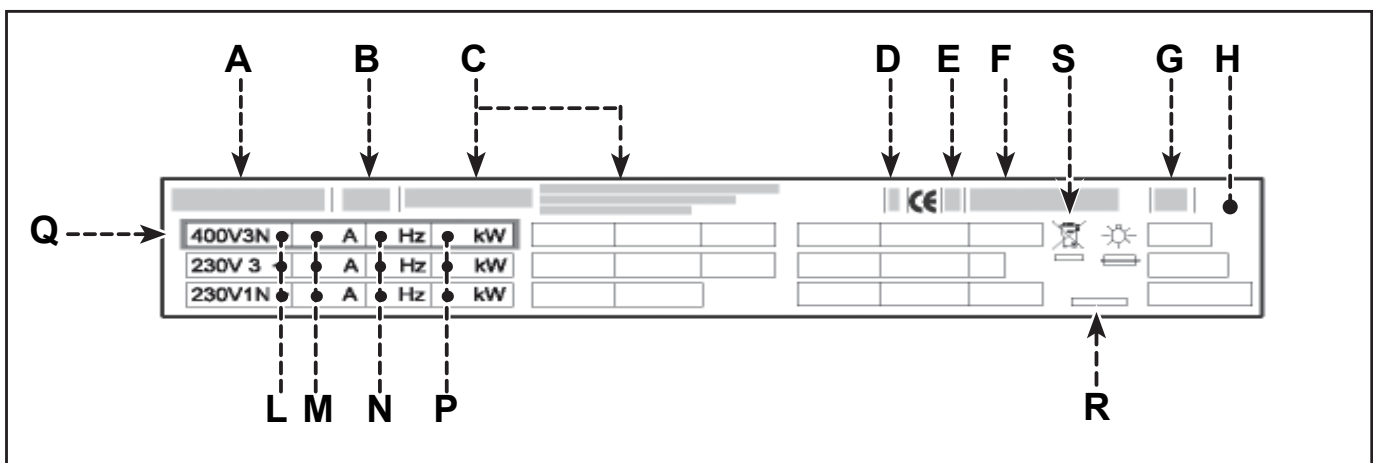 A B C D E F S G H
CE
Q
400V3N A Hz kW
230V 3 A Hz kW
230V1N A Hz kW
L M N P R